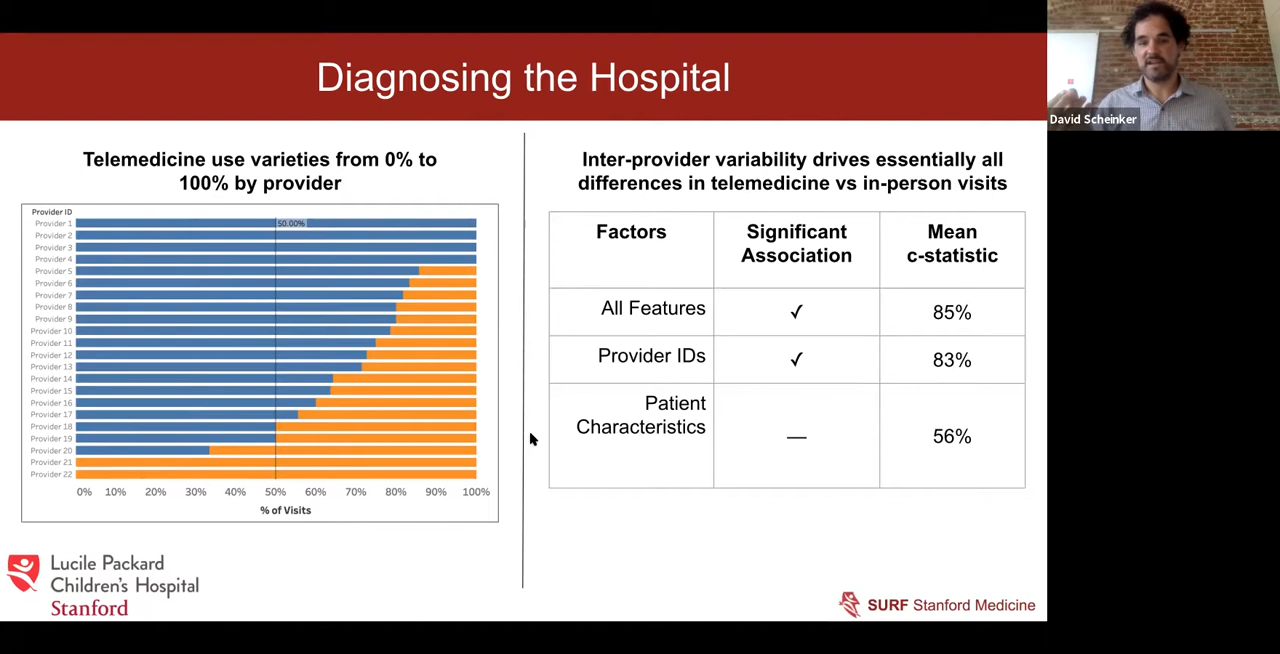 Diagnosing the Hospital
David Scheinker
Telemedicine use varieties from 0% to
100% by provider
Provider ID
Provider 1
50.00%
Provider 2
Provider 3
Provider 4
Provider 5
Provider 6
Provider 7
Provider 8
Provider 9
Provider 10
Provider 11
Provider 12
Provider 13
Provider 14
Provider 15
Provider 16
Provider 17
Provider 18
Provider 19
Provider 20
Provider 21
Provider 22
0% 10% 20% 30% 40% 50% 60% 70% 80% 90% 100%
% of Visits
Inter-provider variability drives essentially all
differences in telemedicine vs in-person visits
Factors
Significant
Association
Mean
c-statistic
All Features ✓ 85%
Provider IDs ✓ 83%
Patient
Characteristics
— 56%
Lucile Packard
Children's Hospital
Stanford
SURF Stanford Medicine